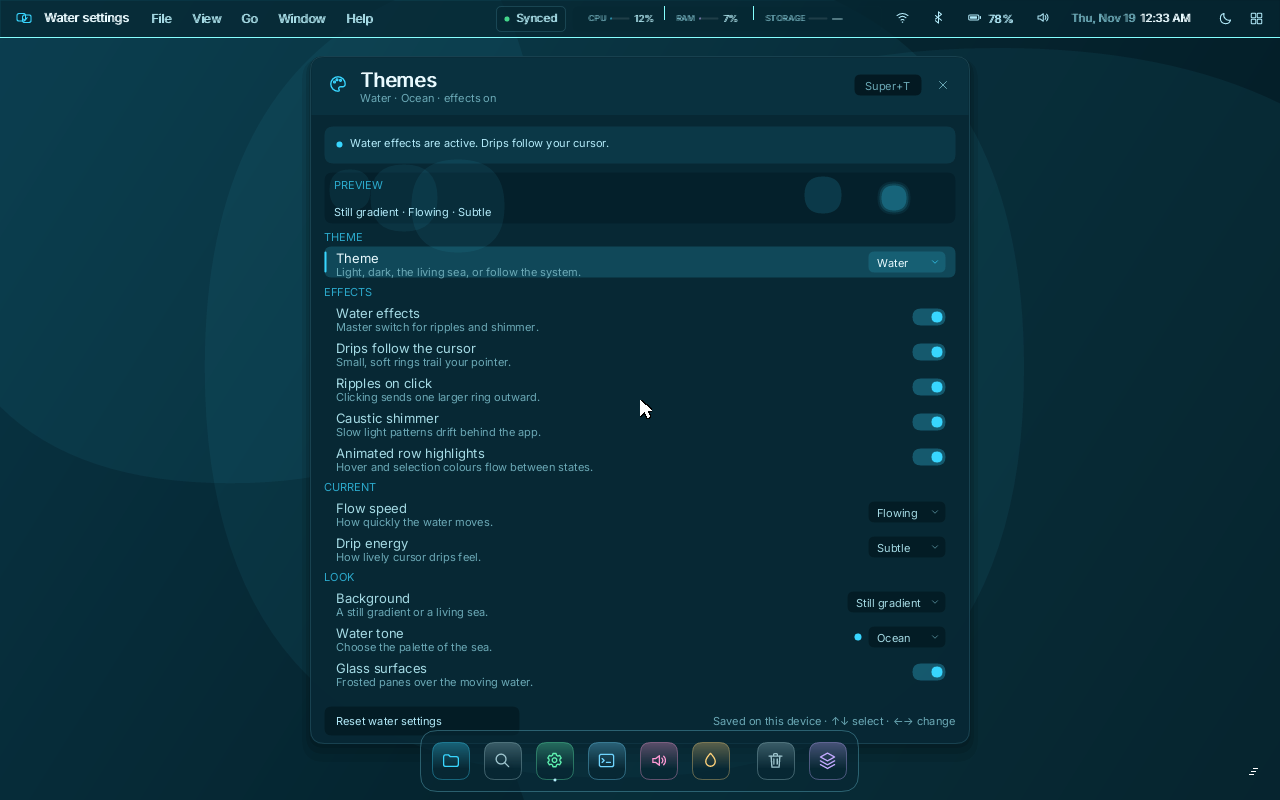 Water settings File View Go Window Help Synced CPU 12% RAM 7% STORAGE — 78% Thu, Nov 19 12:33 AM
Themes
Water · Ocean · effects on
Super+T
Water effects are active. Drips follow your cursor.
PREVIEW
Still gradient · Flowing · Subtle
THEME
Theme
Light, dark, the living sea, or follow the system.
Water
EFFECTS
Water effects
Master switch for ripples and shimmer.
Drips follow the cursor
Small, soft rings trail your pointer.
Ripples on click
Clicking sends one larger ring outward.
Caustic shimmer
Slow light patterns drift behind the app.
Animated row highlights
Hover and selection colours flow between states.
CURRENT
Flow speed
How quickly the water moves.
Flowing
Drip energy
How lively cursor drips feel.
Subtle
LOOK
Background
A still gradient or a living sea.
Still gradient
Water tone
Choose the palette of the sea.
Ocean
Glass surfaces
Frosted panes over the moving water.
Reset water settings
Saved on this device · ↑↓ select · ←→ change